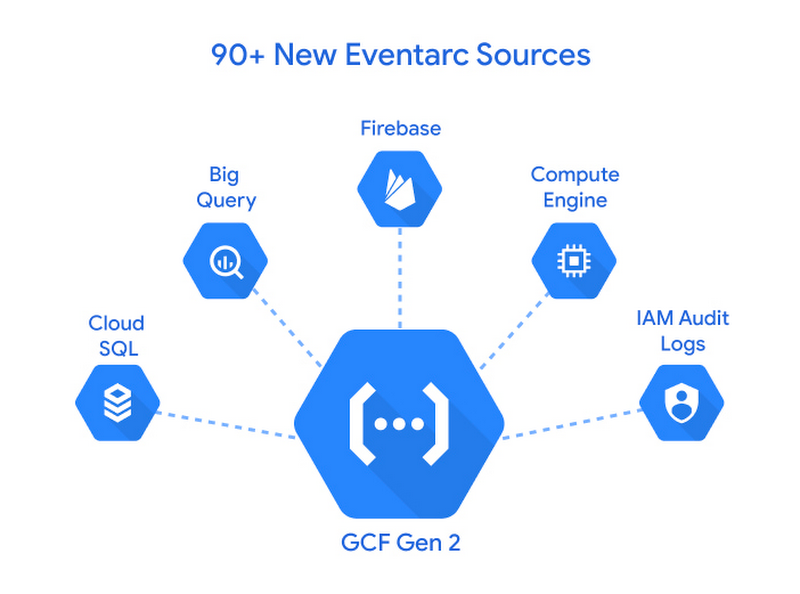 90+ New Eventarc Sources
Firebase
Big
Query
Compute
Engine
Cloud
SQL
IAM Audit
Logs
GCF Gen 2